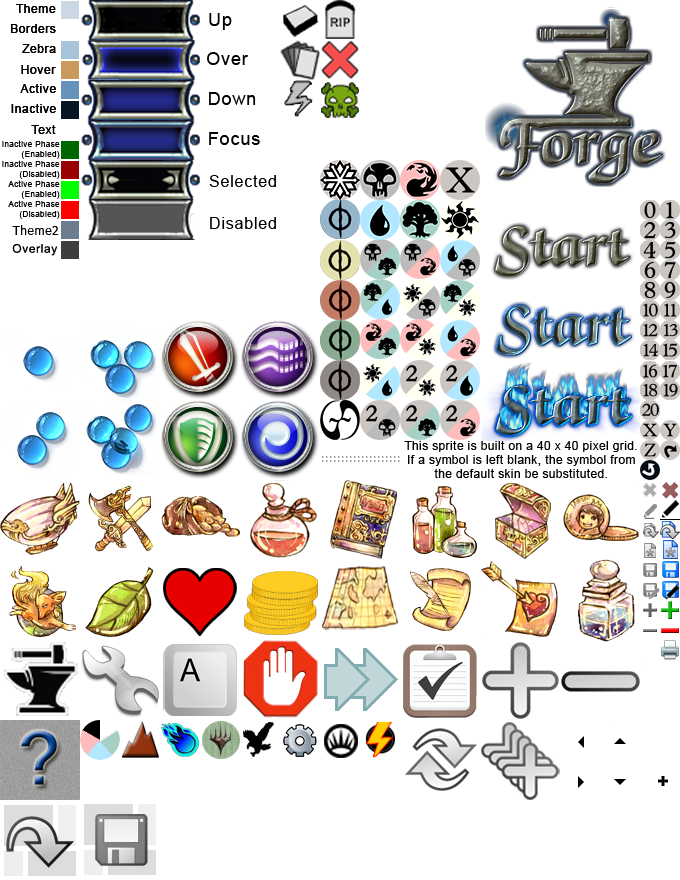 Theme
Borders
Zebra
Hover
Active
Inactive
Text
Inactive Phase
(Enabled)
Inactive Phase
(Disabled)
Active Phase
(Enabled)
Active Phase
(Disabled)
Theme2
Overlay
Up
Over
Down
Focus
Selected
Disabled
RIP
Forge
X
Start
Start
Start
2
2
2 2 2
0 1
2 3
4 5
6 7
8 9
10 11
12 13
14 15
16 17
18 19
20
X Y
Z
This sprite is built on a 40 x 40 pixel grid.
If a symbol is left blank, the symbol from
the default skin be substituted.
A
?